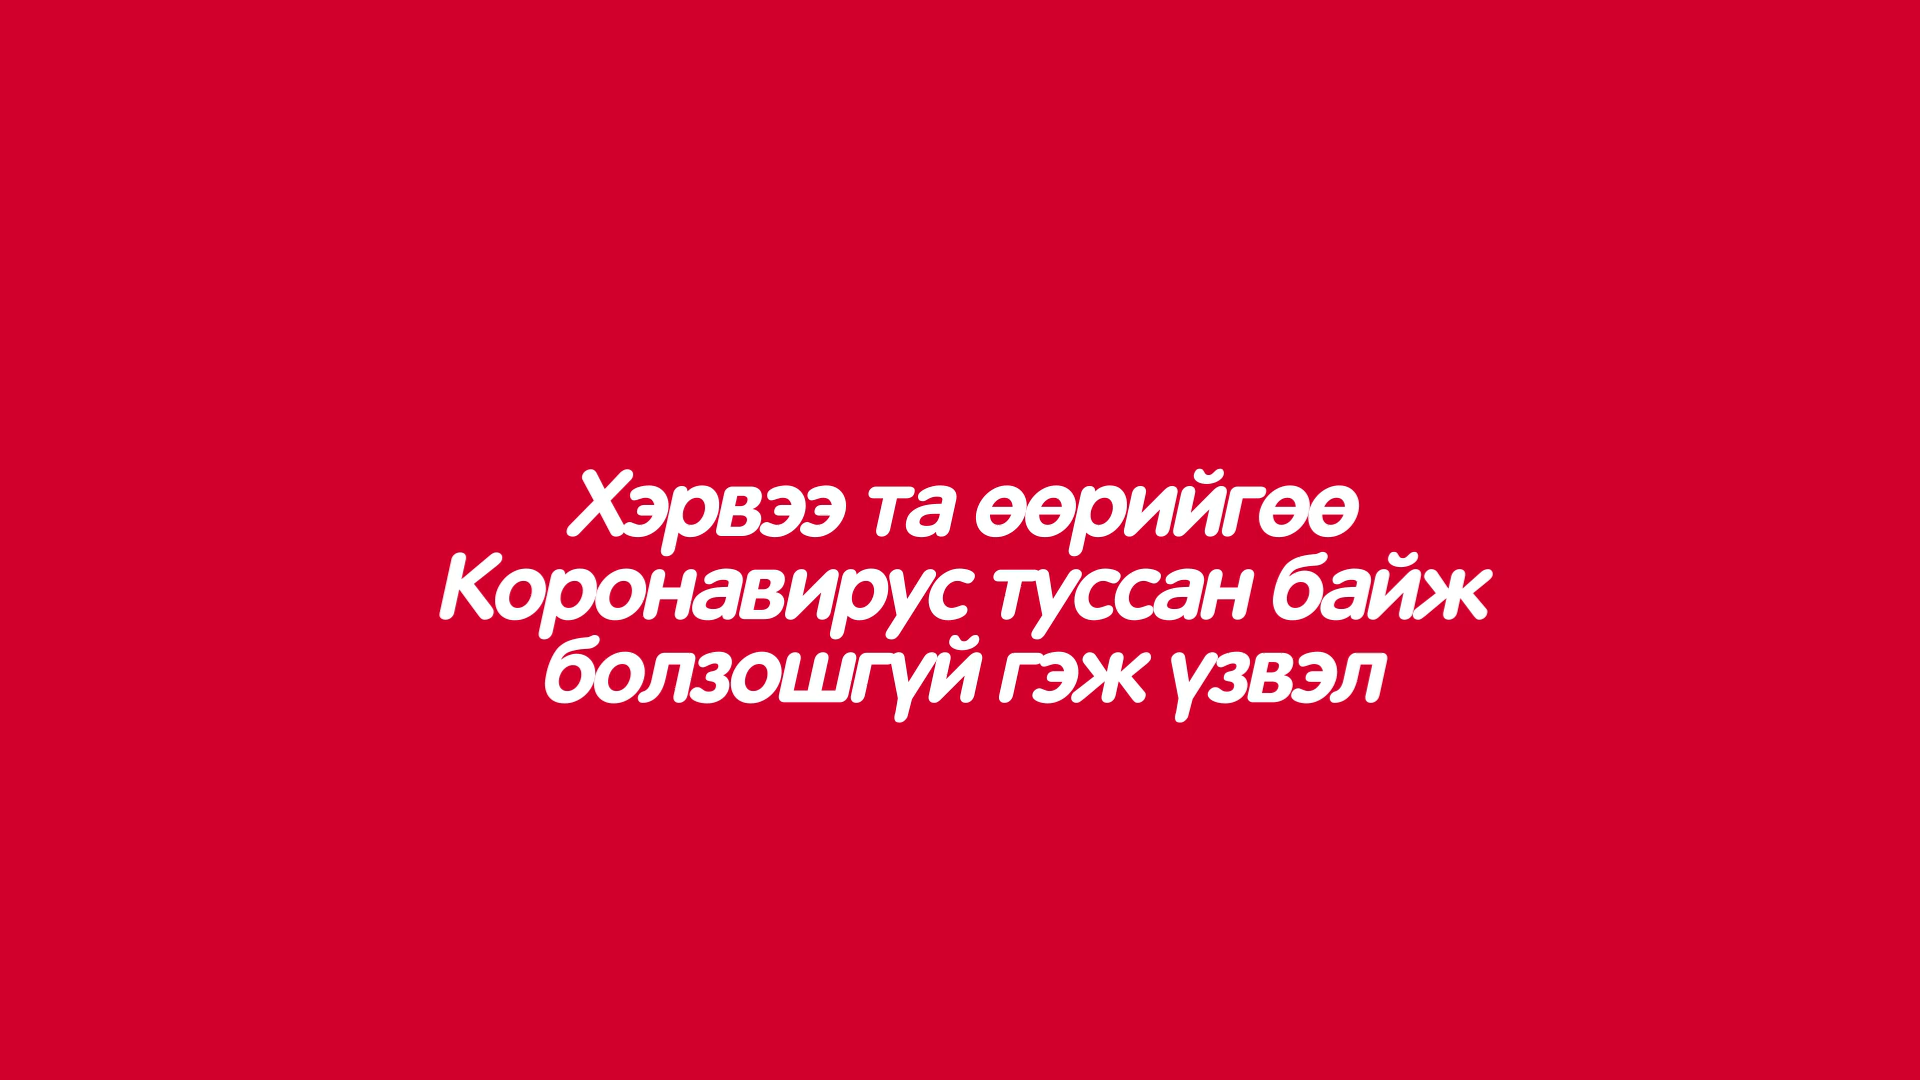 Хэрвээ та өөрийгөө
Коронавирус туссан байж
болзошгүй гэж үзвэл